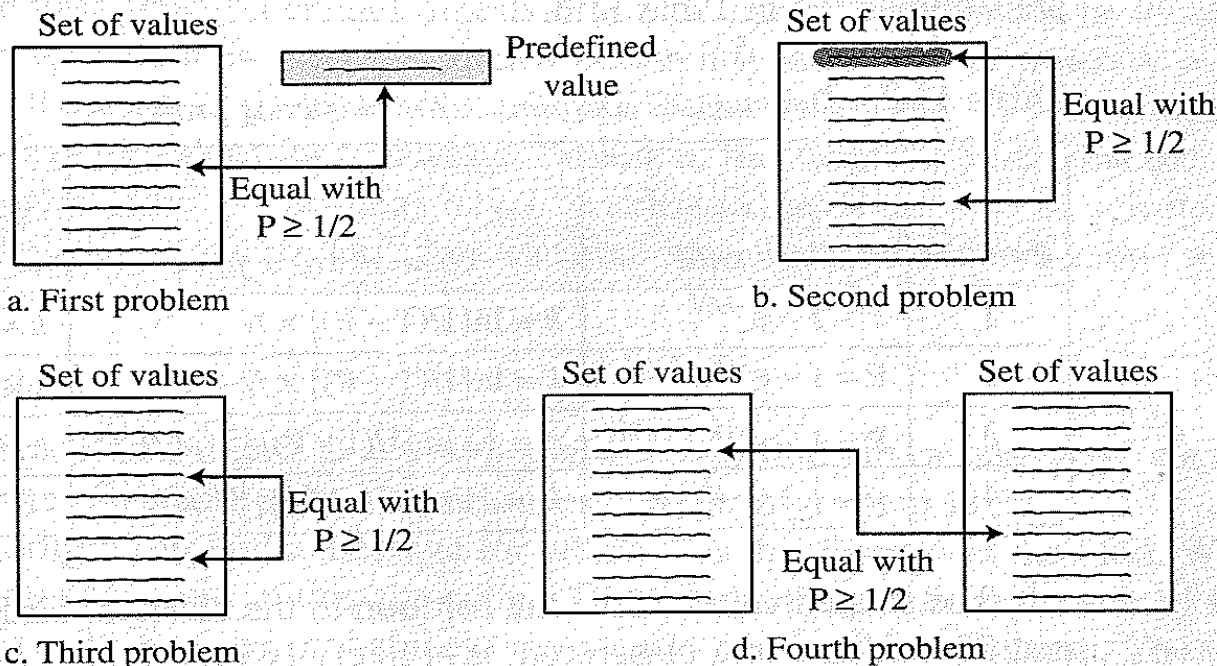 Set of values
Predefined
value
Equal with
P ≥ 1/2
a. First problem
Set of values
Equal with
P ≥ 1/2
b. Second problem
Set of values
Equal with
P ≥ 1/2
c. Third problem
Set of values
Set of values
Equal with
P ≥ 1/2
d. Fourth problem